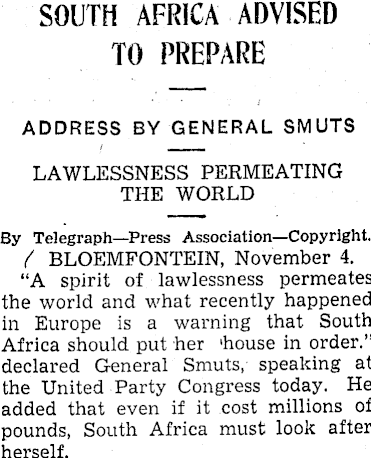 SOUTH AFRICA ADVISED
TO PREPARE
ADDRESS BY GENERAL SMUTS
LAWLESSNESS PERMEATING
THE WORLD
By Telegraph—Press Association—Copyright.
BLOEMFONTEIN, November 4.
"A spirit of lawlessness permeates
the world and what recently happened
in Europe is a warning that South
Africa should put her house in order."
declared General Smuts, speaking at
the United Party Congress today. He
added that even if it cost millions of
pounds, South Africa must look after
herself.